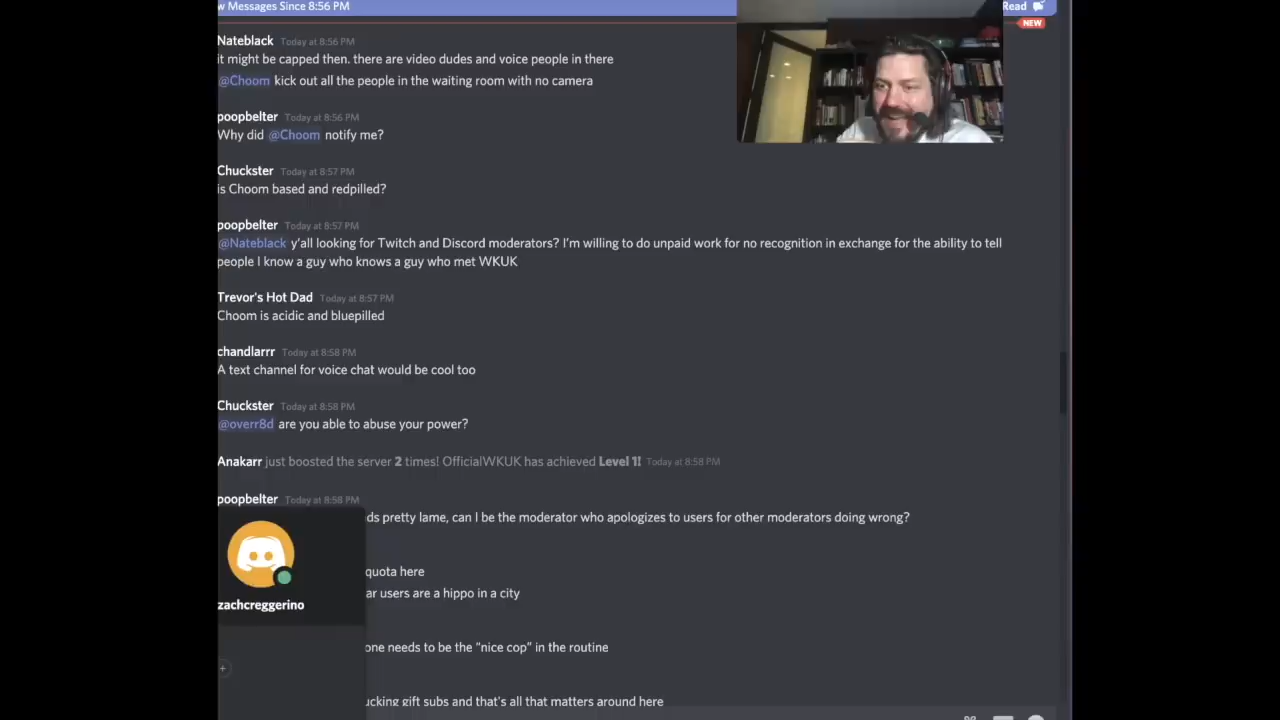 w Messages Since 8:56 PM
Read
NEW
Nateblack Today at 8:56 PM
it might be capped then. there are video dudes and voice people in there
@Choom kick out all the people in the waiting room with no camera
poopbelter Today at 8:56 PM
Why did @Choom notify me?
Chuckster Today at 8:57 PM
is Choom based and redpilled?
poopbelter Today at 8:57 PM
@Nateblack y'all looking for Twitch and Discord moderators? I'm willing to do unpaid work for no recognition in exchange for the ability to tell
people I know a guy who knows a guy who met WKUK
Trevor's Hot Dad Today at 8:57 PM
Choom is acidic and bluepilled
chandlarrr Today at 8:58 PM
A text channel for voice chat would be cool too
Chuckster Today at 8:58 PM
@overr8d are you able to abuse your power?
Anakarr just boosted the server 2 times! OfficialWKUK has achieved Level 1! Today at 8:58 PM
poopbelter Today at 8:58 PM
ds pretty lame, can I be the moderator who apologizes to users for other moderators doing wrong?
quota here
ar users are a hippo in a city
zachcreggerino
one needs to be the "nice cop" in the routine
ucking gift subs and that's all that matters around here